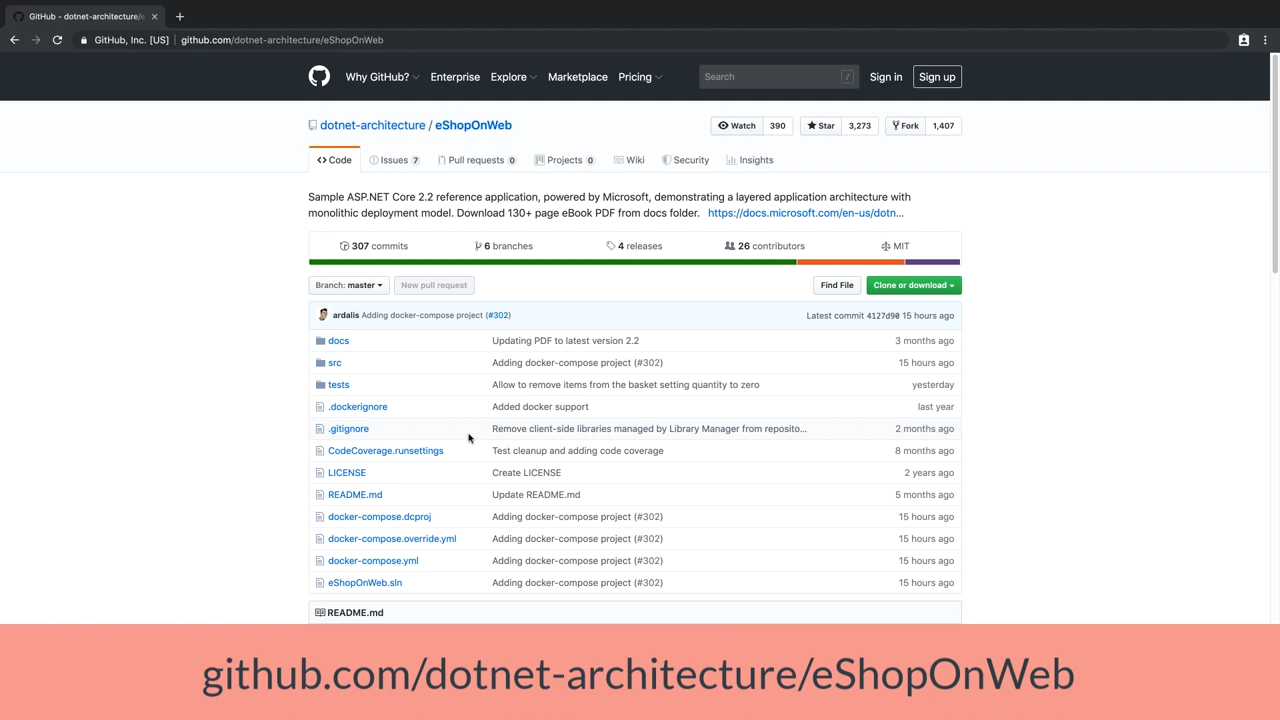 GitHub - dotnet-architecture/e
GitHub, Inc. [US] | github.com/dotnet-architecture/eShopOnWeb
Why GitHub? Enterprise Explore Marketplace Pricing Search / Sign in Sign up
dotnet-architecture / eShopOnWeb Watch 390 Star 3,273 Fork 1,407
Code Issues 7 Pull requests 0 Projects 0 Wiki Security Insights
Sample ASP.NET Core 2.2 reference application, powered by Microsoft, demonstrating a layered application architecture with
monolithic deployment model. Download 130+ page eBook PDF from docs folder. https://docs.microsoft.com/en-us/dotn...
307 commits 6 branches 4 releases 26 contributors MIT
Branch: master New pull request Find File Clone or download
ardalis Adding docker-compose project (#302) Latest commit 4127d90 15 hours ago
docs Updating PDF to latest version 2.2 3 months ago
src Adding docker-compose project (#302) 15 hours ago
tests Allow to remove items from the basket setting quantity to zero yesterday
.dockerignore Added docker support last year
.gitignore Remove client-side libraries managed by Library Manager from reposito... 2 months ago
CodeCoverage.runsettings Test cleanup and adding code coverage 8 months ago
LICENSE Create LICENSE 2 years ago
README.md Update README.md 5 months ago
docker-compose.dcproj Adding docker-compose project (#302) 15 hours ago
docker-compose.override.yml Adding docker-compose project (#302) 15 hours ago
docker-compose.yml Adding docker-compose project (#302) 15 hours ago
eShopOnWeb.sln Adding docker-compose project (#302) 15 hours ago
README.md
github.com/dotnet-architecture/eShopOnWeb